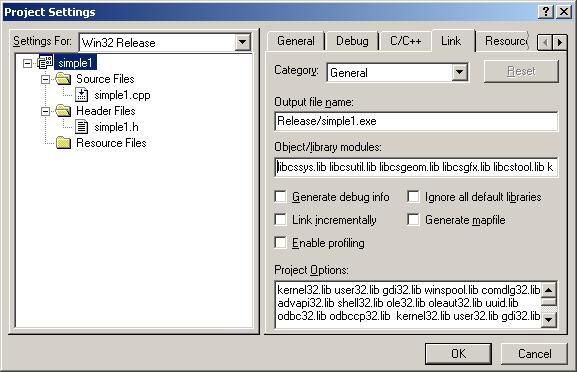 Project Settings
Settings For: Win32 Release
simple1
Source Files
simple1.cpp
Header Files
simple1.h
Resource Files
General Debug C/C++ Link Resourc
Category: General Reset
Output file name:
Release/simple1.exe
Object/library modules:
libcssys.lib libcsutil.lib libcsgeom.lib libcsgfx.lib libcstool.lib k
Generate debug info Ignore all default libraries
Link incrementally Generate mapfile
Enable profiling
Project Options:
kernel32.lib user32.lib gdi32.lib winspool.lib comdlg32.lib
advapi32.lib shell32.lib ole32.lib oleaut32.lib uuid.lib
odbc32.lib odbccp32.lib kernel32.lib user32.lib gdi32.lib
OK Cancel